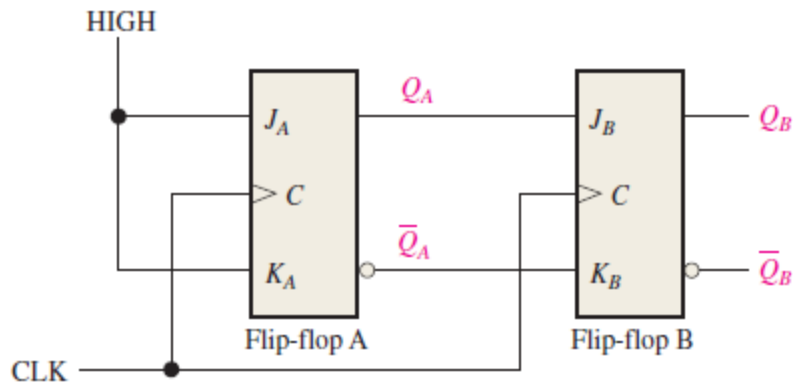 HIGH
J_A
Q_A
J_B
Q_B
C
C
K_A
Q̅_A
K_B
Q̅_B
Flip-flop A
Flip-flop B
CLK